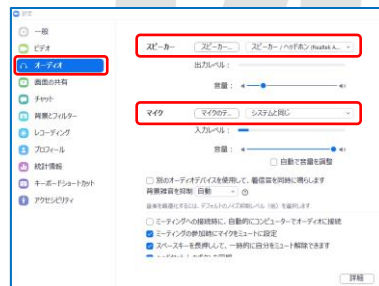 設定
一般
ビデオ
オーディオ
画面の共有
チャット
背景とフィルター
レコーディング
プロフィール
統計情報
キーボードショートカット
アクセシビリティ
スピーカー
スピーカー...
スピーカー / ヘッドホン (Realtek A...
出力レベル：
音量：
マイク
マイクのテ...
システムと同じ
入力レベル：
音量：
自動で音量を調整
別のオーディオデバイスを使用して、着信音を同時に鳴らします
背景雑音を抑制 自動
ミーティングへの接続時に、自動的にコンピューターでオーディオに接続
ミーティングの参加時にマイクをミュートに設定
スペースキーを長押しして、一時的に自分をミュート解除できます
詳細